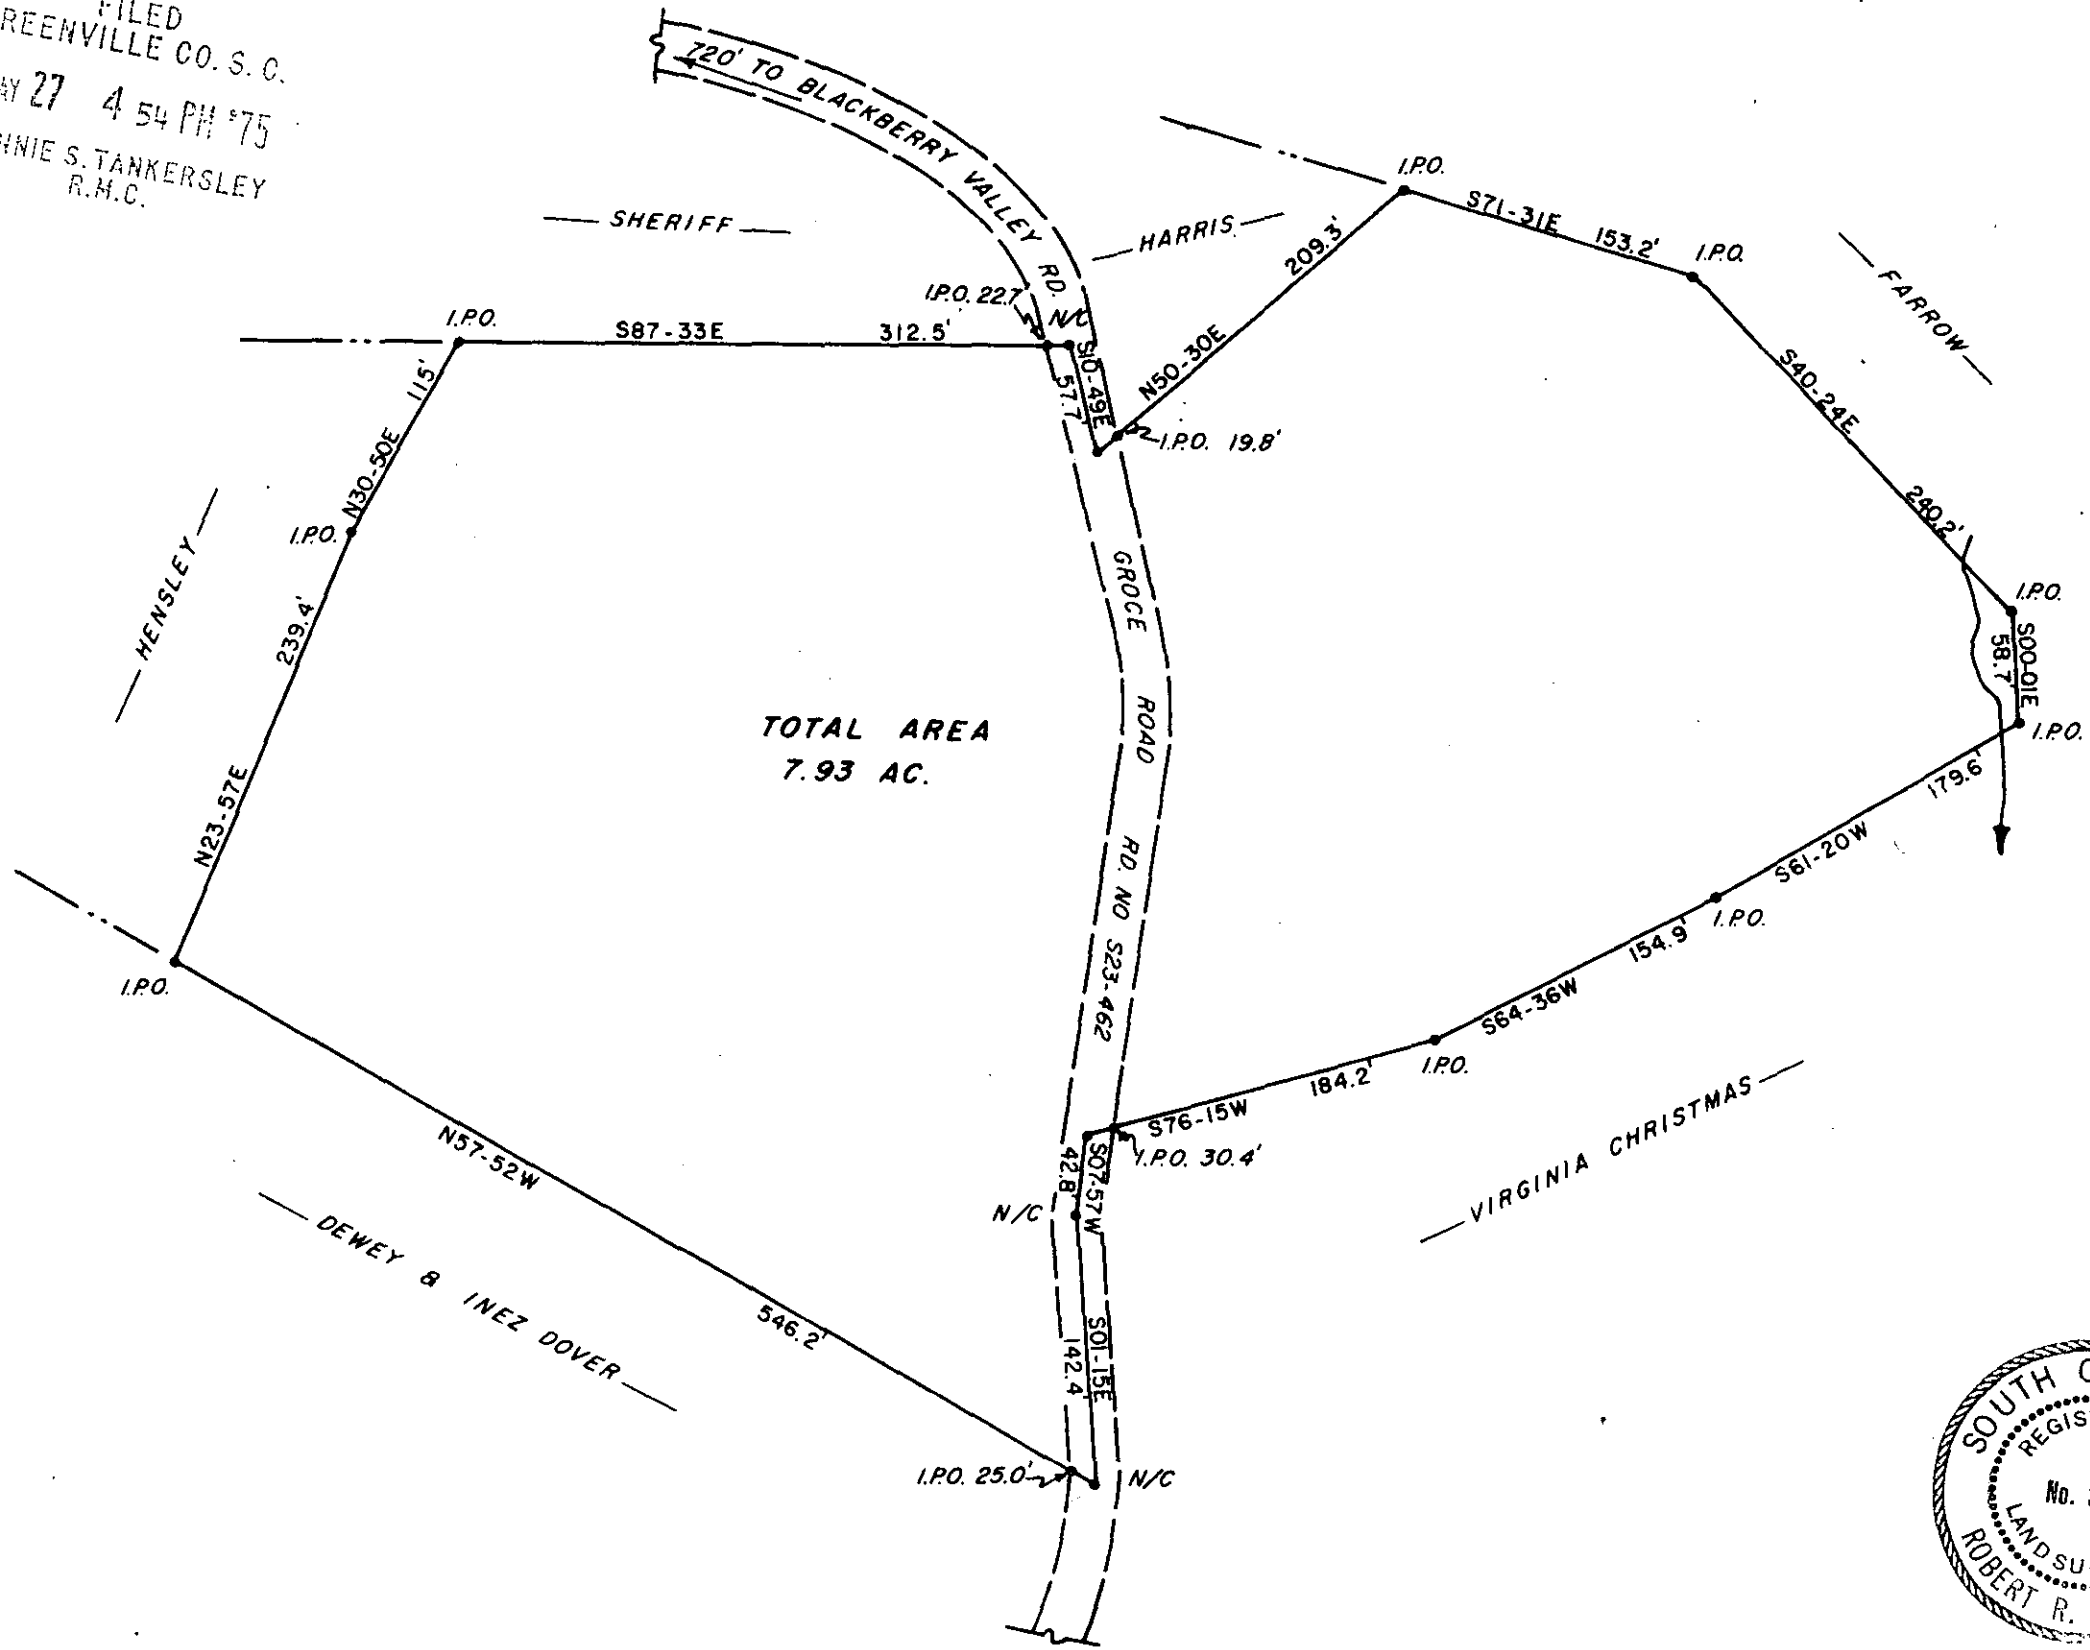 FILED
REENVILLE CO. S. C.
AY 27 4 54 PH '75
NNIE S. TANKERSLEY
R.M.C.
720' TO BLACKBERRY VALLEY RD.
SHERIFF
HARRIS
FARROW
HENSLEY
I.P.O.
S71-31E 153.2'
I.P.O.
209.3'
N50-30E
I.P.O. 22.7'
N/C
I.P.O.
S87-33E 312.5'
S10-49E
57.7'
I.P.O. 19.8'
115'
N30-50E
I.P.O.
239.4'
N23-57E
I.P.O.
S40-24E
240.2'
I.P.O.
S00-01E
58.7'
I.P.O.
179.6'
S61-20W
I.P.O.
154.9'
S64-36W
I.P.O.
184.2'
S76-15W
I.P.O. 30.4'
GROCE ROAD RD. NO S23-462
TOTAL AREA
7.93 AC.
S07-57W
42.8'
N/C
S01-15E
142.4'
N57-52W
546.2'
I.P.O. 25.0'
N/C
DEWEY & INEZ DOVER
VIRGINIA CHRISTMAS
SOUTH C
REGIS
No.
LAND SU
ROBERT R.